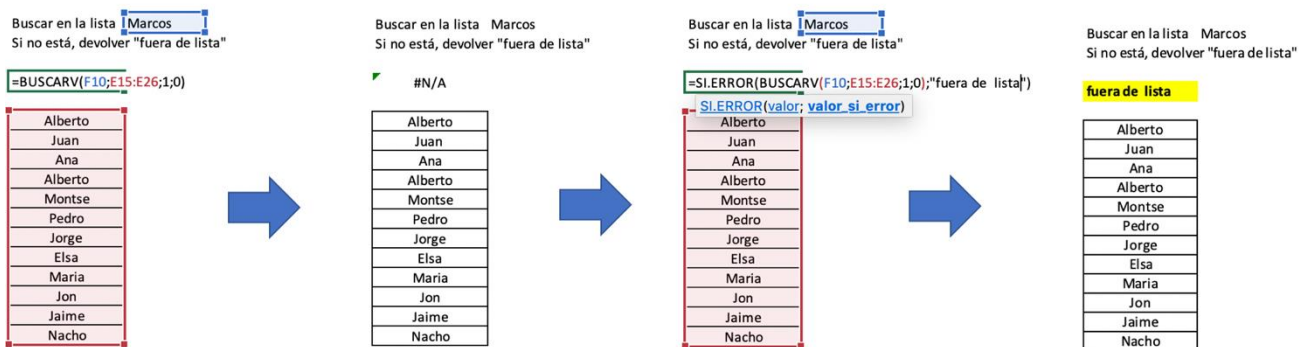 Buscar en la lista Marcos
Si no está, devolver "fuera de lista"
=BUSCARV(F10;E15:E26;1;0)
Alberto
Juan
Ana
Alberto
Montse
Pedro
Jorge
Elsa
Maria
Jon
Jaime
Nacho
Buscar en la lista Marcos
Si no está, devolver "fuera de lista"
#N/A
Alberto
Juan
Ana
Alberto
Montse
Pedro
Jorge
Elsa
Maria
Jon
Jaime
Nacho
Buscar en la lista Marcos
Si no está, devolver "fuera de lista"
=SI.ERROR(BUSCARV(F10;E15:E26;1;0);"fuera de lista")
SI.ERROR(valor; valor_si_error)
Alberto
Juan
Ana
Alberto
Montse
Pedro
Jorge
Elsa
Maria
Jon
Jaime
Nacho
Buscar en la lista Marcos
Si no está, devolver "fuera de lista"
fuera de lista
Alberto
Juan
Ana
Alberto
Montse
Pedro
Jorge
Elsa
Maria
Jon
Jaime
Nacho